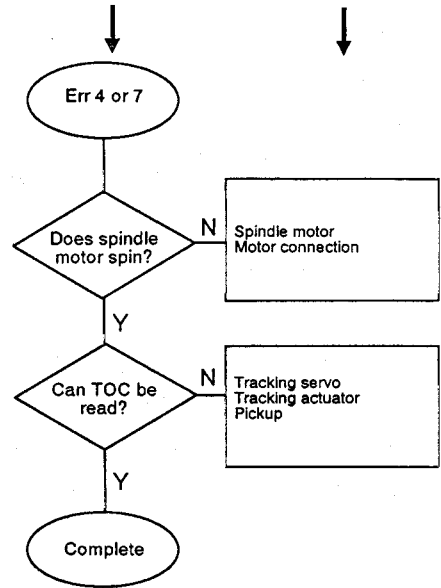 Err 4 or 7
Does spindle
motor spin?
N
Spindle motor
Motor connection
Y
Can TOC be
read?
N
Tracking servo
Tracking actuator
Pickup
Y
Complete